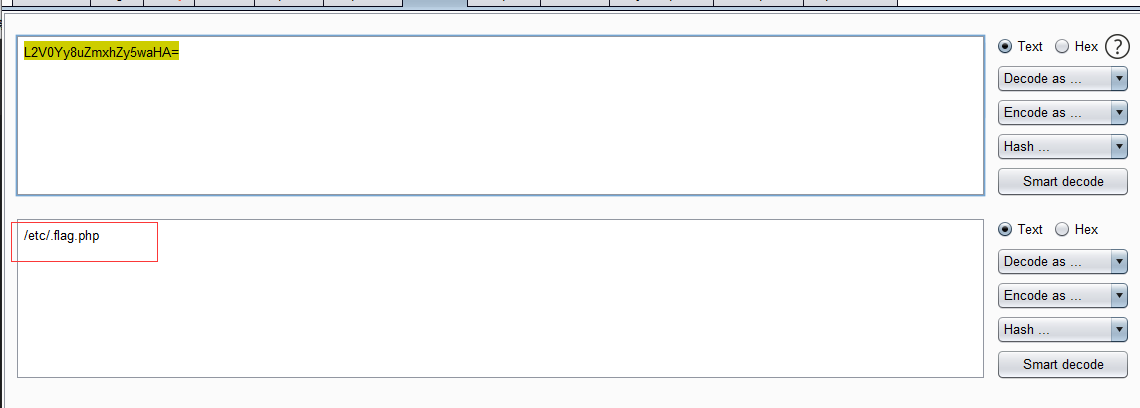 L2V0Yy8uZmxhZy5waHA=
Text Hex ?
Decode as ...
Encode as ...
Hash ...
Smart decode
/etc/.flag.php
Text Hex
Decode as ...
Encode as ...
Hash ...
Smart decode